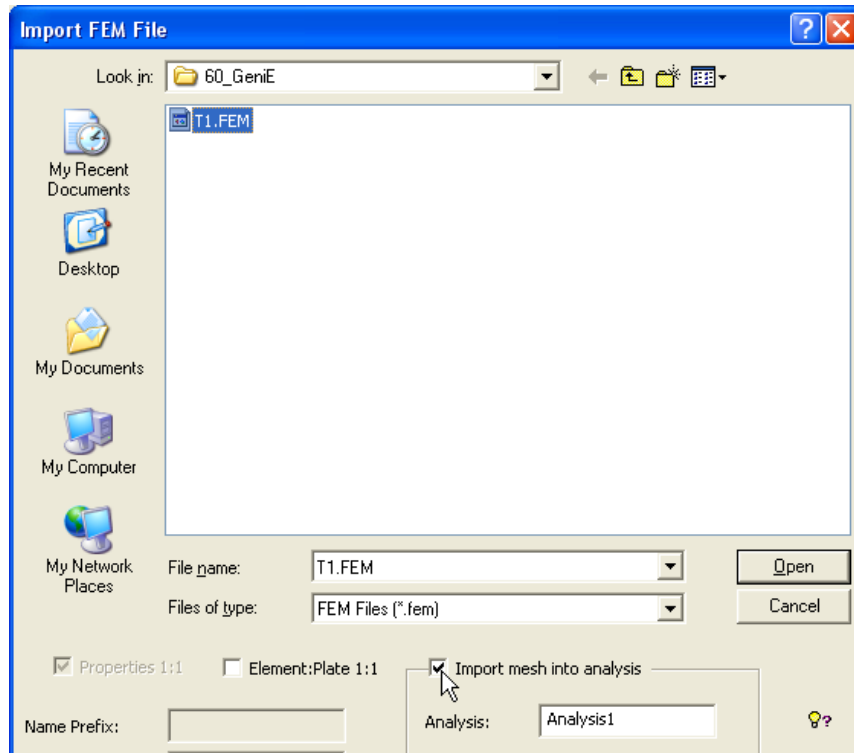 Import FEM File
Look in: 60_GeniE
T1.FEM
My Recent
Documents
Desktop
My Documents
My Computer
My Network
Places
File name: T1.FEM Open
Files of type: FEM Files (*.fem) Cancel
Properties 1:1 Element:Plate 1:1 Import mesh into analysis
Name Prefix: Analysis: Analysis1